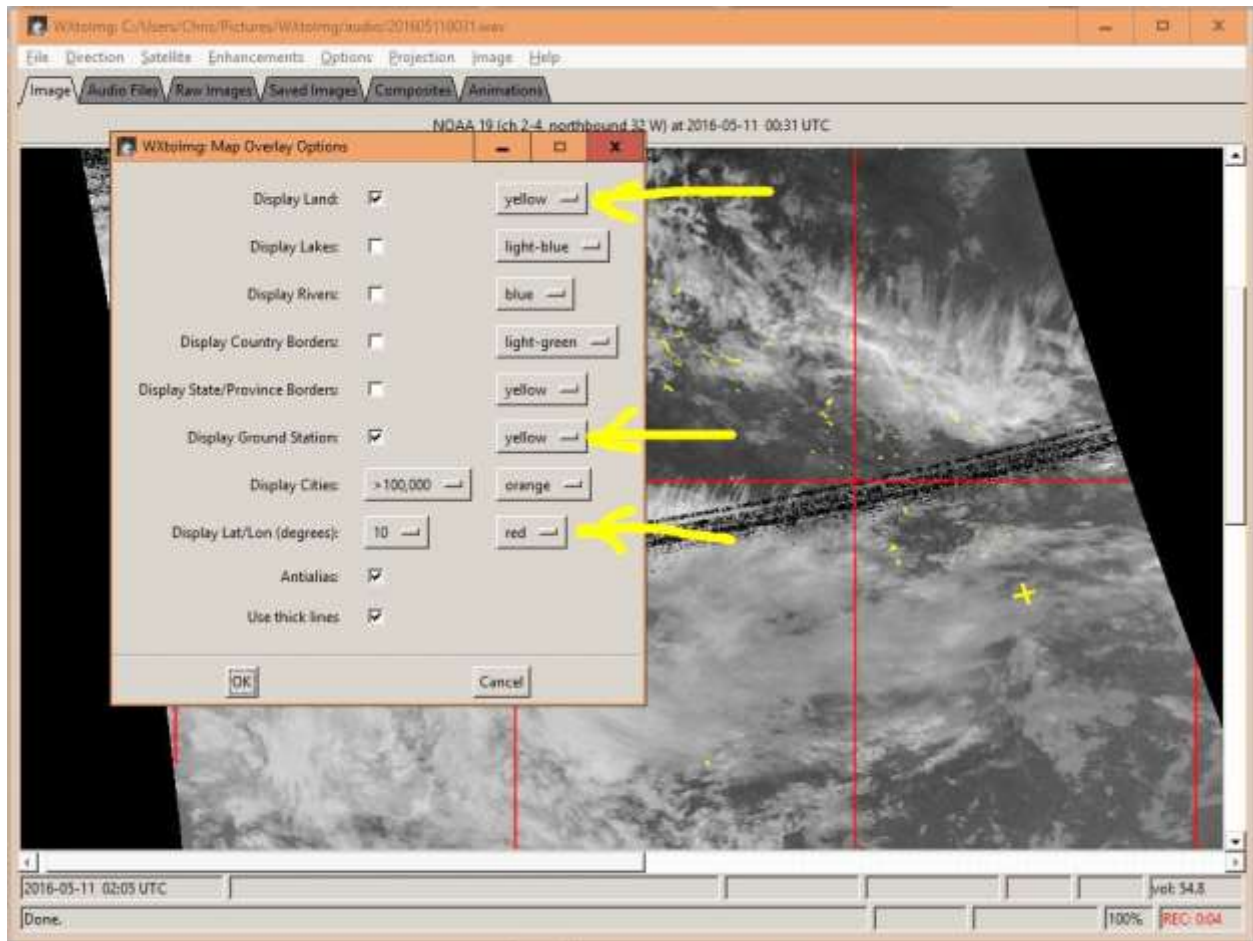 WXtoImg: C:/Users/Chris/Pictures/WXtoImg/audio/201605110031.wav
File Direction Satellite Enhancements Options Projection Image Help
Image Audio Files Raw Images Saved Images Composites Animations
NOAA 19 (ch 2-4, northbound 32 W) at 2016-05-11 00:31 UTC
WXtoImg: Map Overlay Options
Display Land: yellow
Display Lakes: light-blue
Display Rivers: blue
Display Country Borders: light-green
Display State/Province Borders: yellow
Display Ground Station: yellow
Display Cities: >100,000 orange
Display Lat/Lon (degrees): 10 red
Antialias:
Use thick lines
OK Cancel
2016-05-11 02:05 UTC vol: 54.8
Done. 100% REC: 0:04